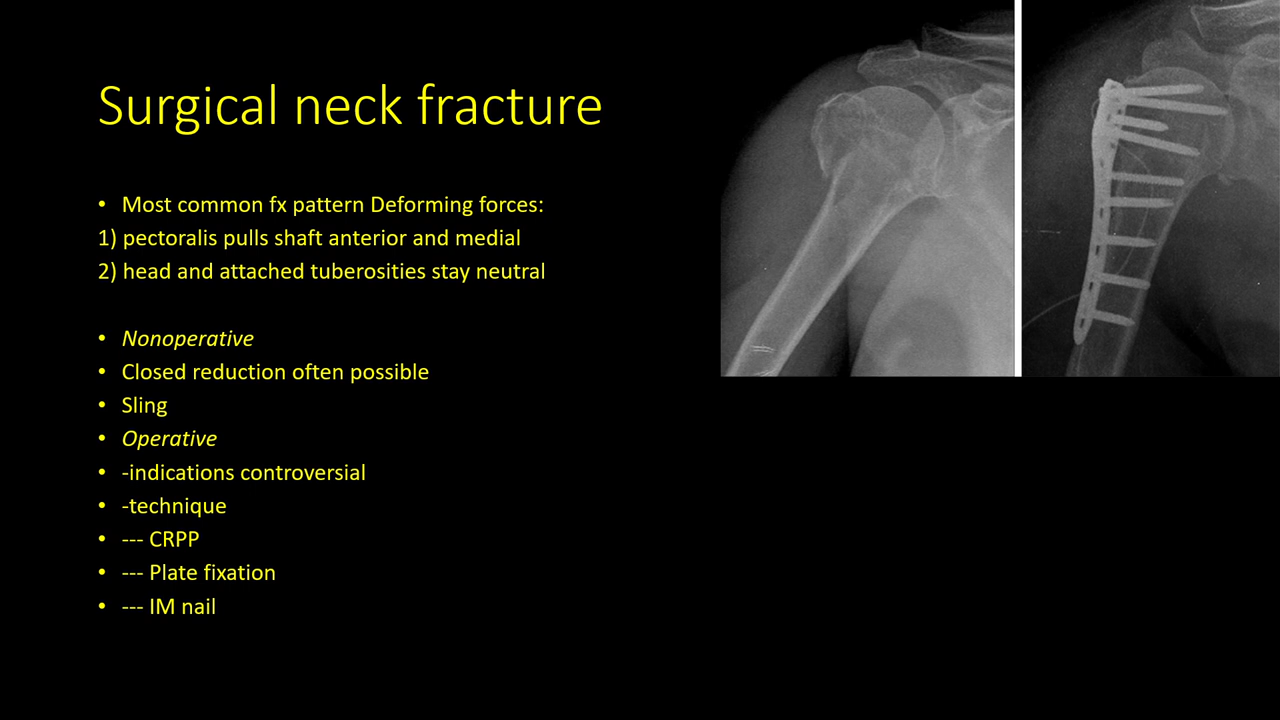 Surgical neck fracture
• Most common fx pattern Deforming forces:
1) pectoralis pulls shaft anterior and medial
2) head and attached tuberosities stay neutral
• Nonoperative
• Closed reduction often possible
• Sling
• Operative
• -indications controversial
• -technique
• --- CRPP
• --- Plate fixation
• --- IM nail